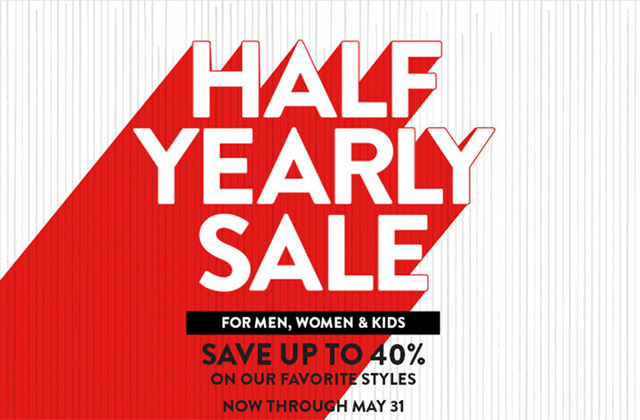 HALF
YEARLY
SALE
FOR MEN, WOMEN & KIDS
SAVE UP TO 40%
ON OUR FAVORITE STYLES
NOW THROUGH MAY 31